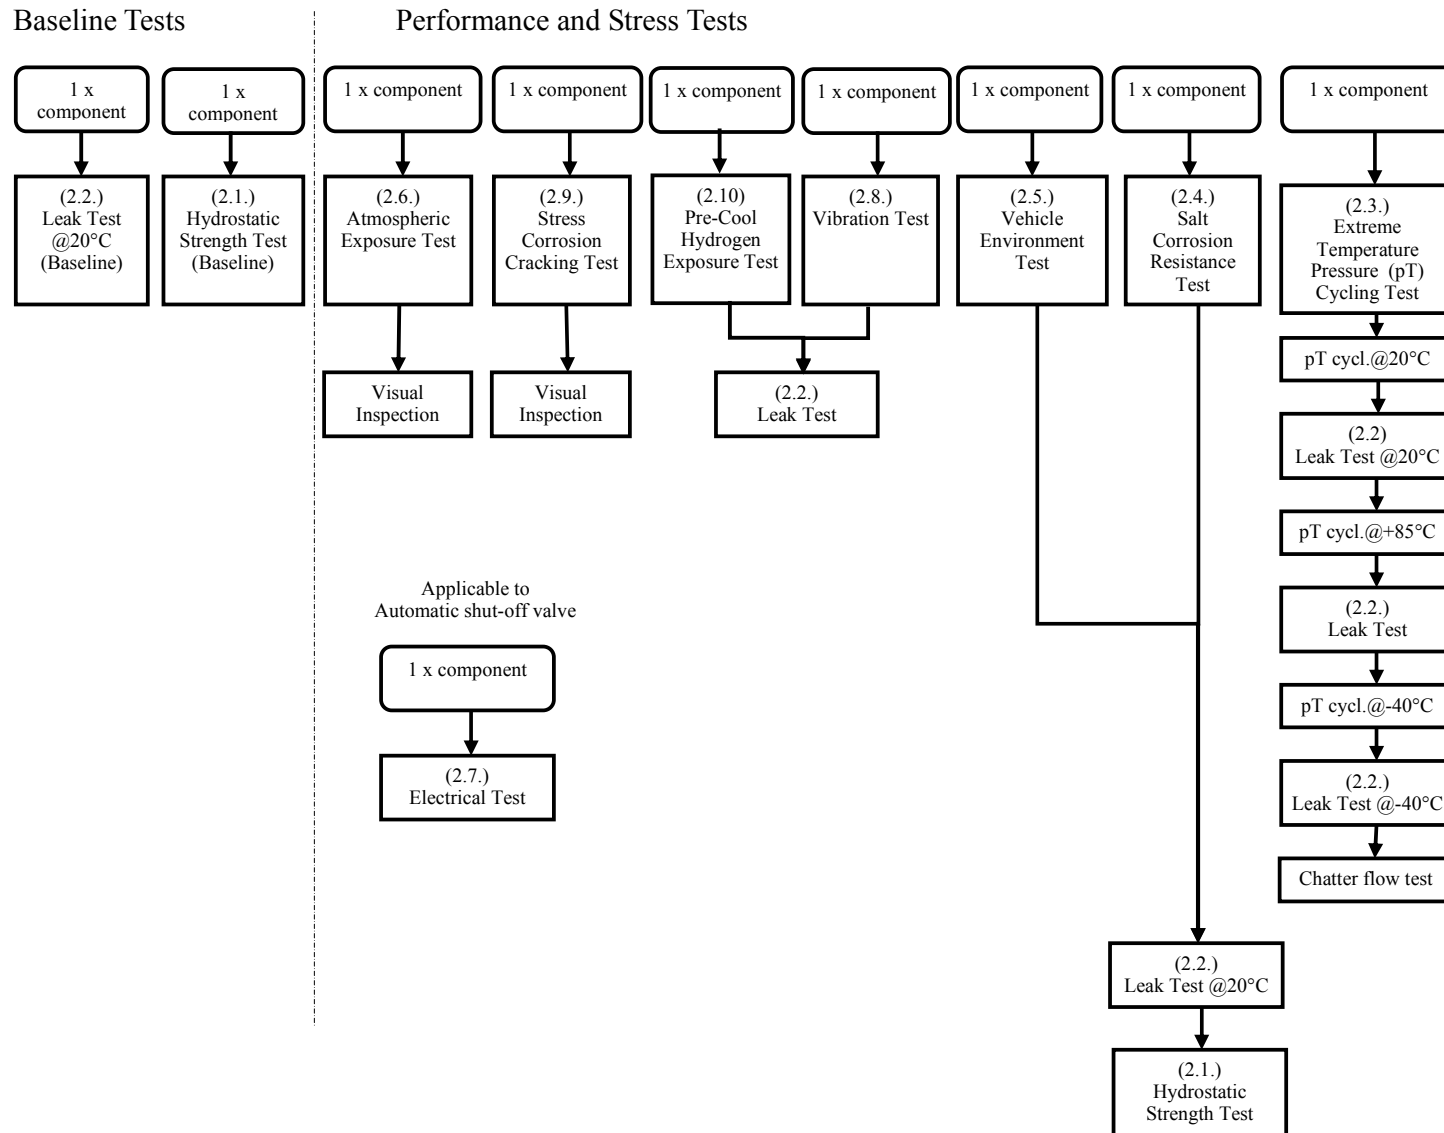 Baseline Tests
Performance and Stress Tests
1 x
component
1 x
component
1 x component
1 x component
1 x component
1 x component
1 x component
1 x component
1 x component
(2.2.)
Leak Test
@20°C
(Baseline)
(2.1.)
Hydrostatic
Strength Test
(Baseline)
(2.6.)
Atmospheric
Exposure Test
(2.9.)
Stress
Corrosion
Cracking Test
(2.10)
Pre-Cool
Hydrogen
Exposure Test
(2.8.)
Vibration Test
(2.5.)
Vehicle
Environment
Test
(2.4.)
Salt
Corrosion
Resistance
Test
(2.3.)
Extreme
Temperature
Pressure (pT)
Cycling Test
Visual
Inspection
Visual
Inspection
(2.2.)
Leak Test
pT cycl.@20°C
(2.2)
Leak Test @20°C
pT cycl.@+85°C
(2.2.)
Leak Test
pT cycl.@-40°C
(2.2.)
Leak Test @-40°C
Chatter flow test
Applicable to
Automatic shut-off valve
1 x component
(2.7.)
Electrical Test
(2.2.)
Leak Test @20°C
(2.1.)
Hydrostatic
Strength Test